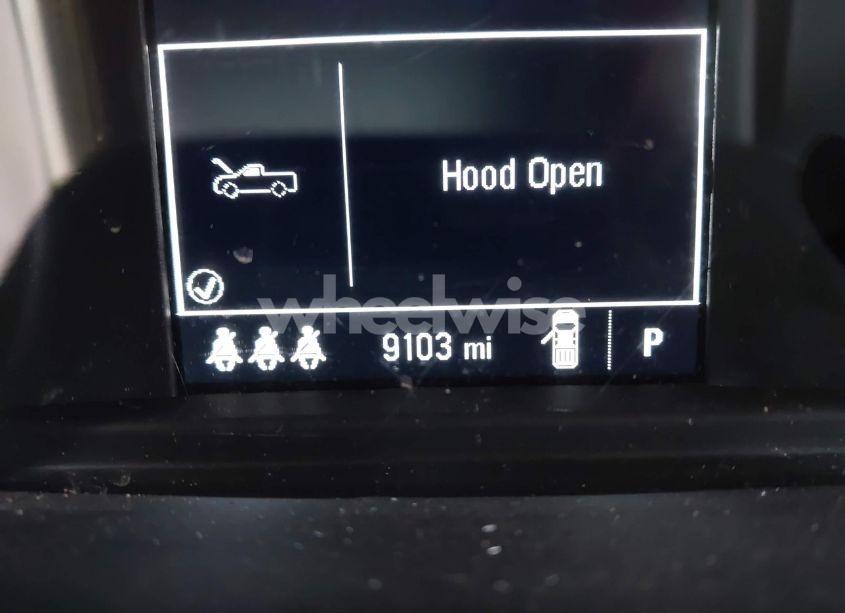 Hood Open
wheelwise
9103 mi
P